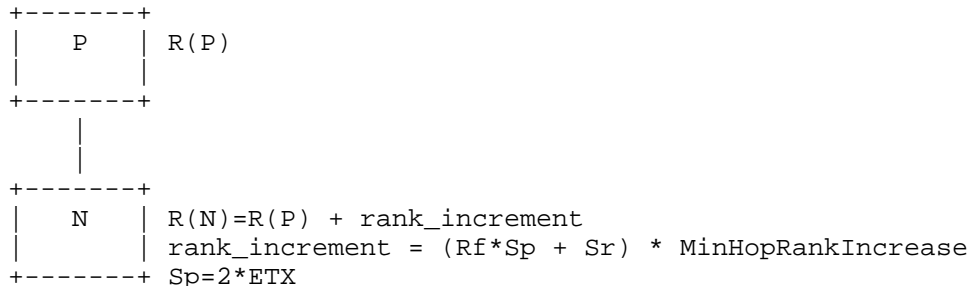 P R(P)
N R(N)=R(P) + rank_increment
rank_increment = (Rf*Sp + Sr) * MinHopRankIncrease
Sp=2*ETX